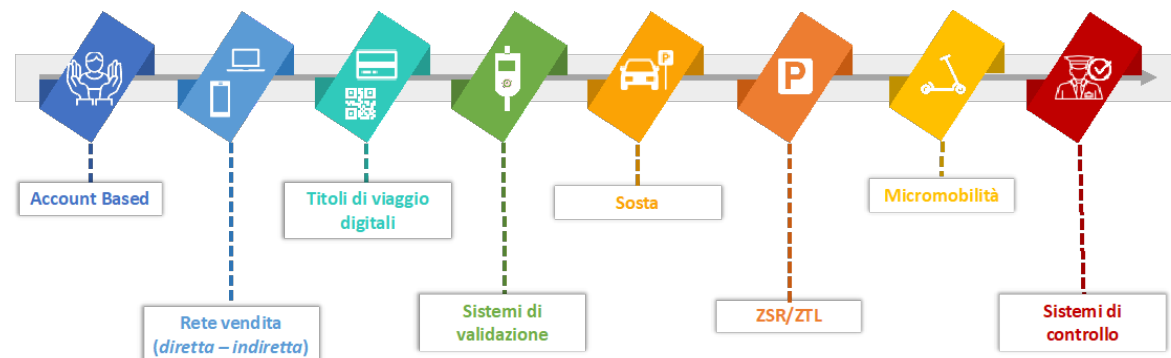 P
P
Account Based
Rete vendita
(diretta – indiretta)
Titoli di viaggio
digitali
Sistemi di
validazione
Sosta
ZSR/ZTL
Micromobilità
Sistemi di
controllo